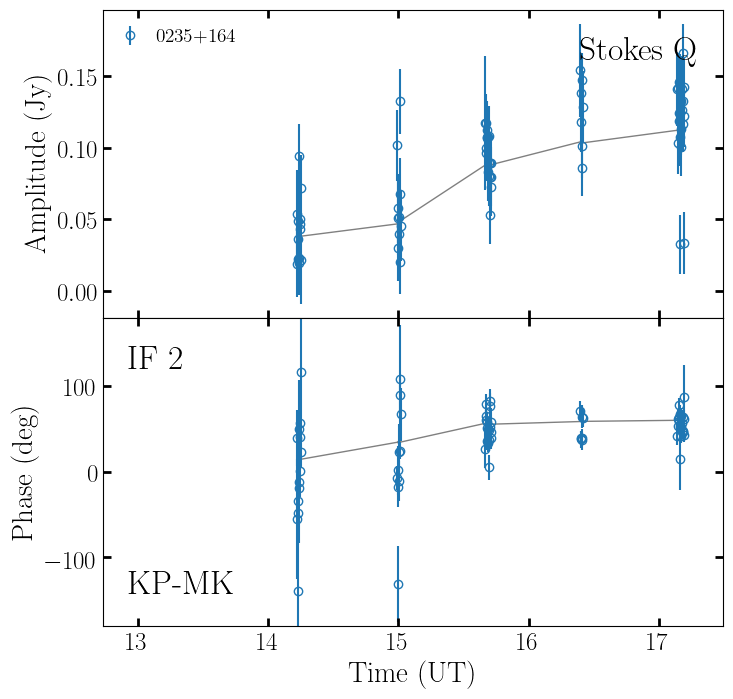 0235+164
Stokes Q
Amplitude (Jy)
0.15
0.10
0.05
0.00
IF 2
Phase (deg)
100
0
−100
KP-MK
13 14 15 16 17
Time (UT)